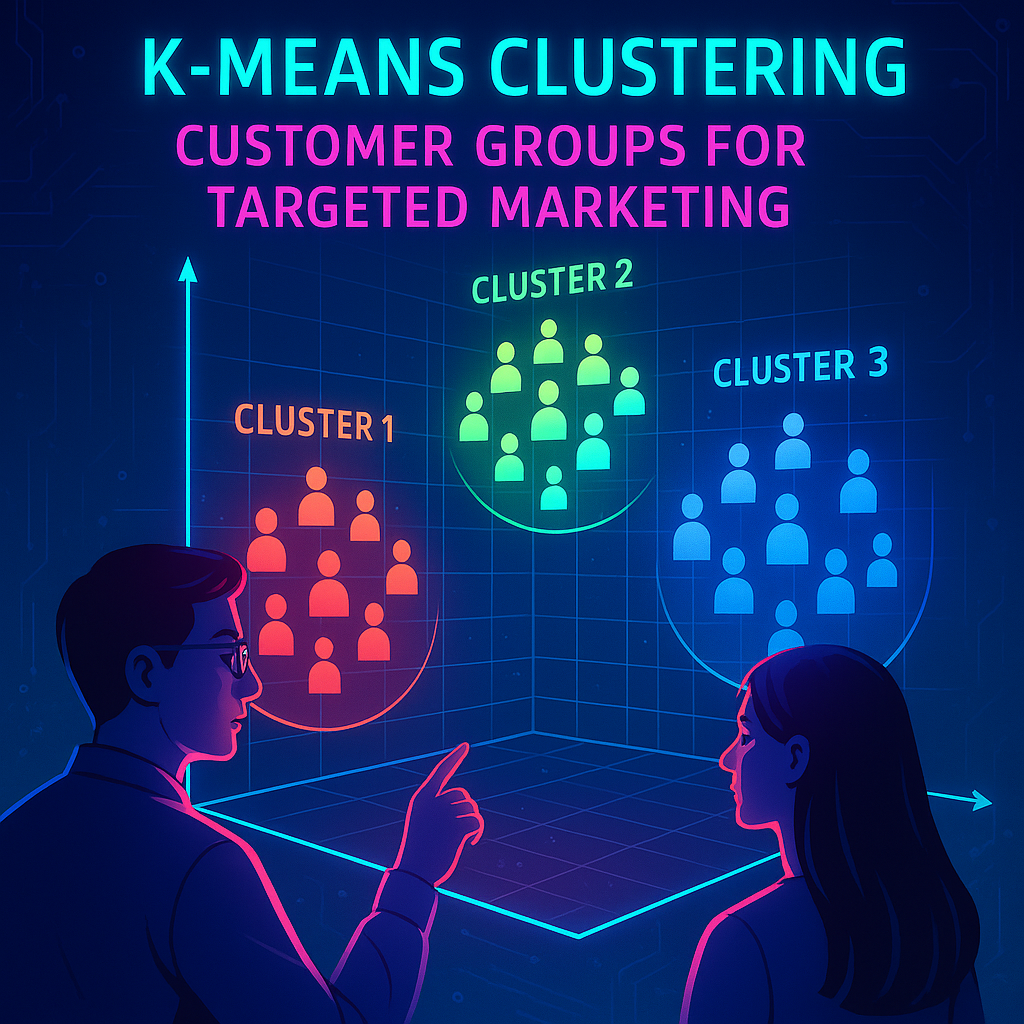 K-MEANS CLUSTERING
CUSTOMER GROUPS FOR
TARGETED MARKETING
CLUSTER 2
CLUSTER 3
CLUSTER 1